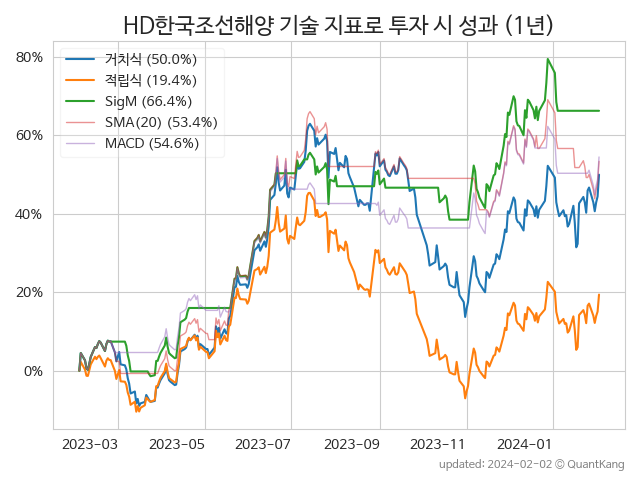 HD한국조선해양 기술 지표로 투자 시 성과 (1년)
거치식 (50.0%)
적립식 (19.4%)
SigM (66.4%)
SMA(20) (53.4%)
MACD (54.6%)
80%
60%
40%
20%
0%
2023-03 2023-05 2023-07 2023-09 2023-11 2024-01
updated: 2024-02-02 © QuantKang